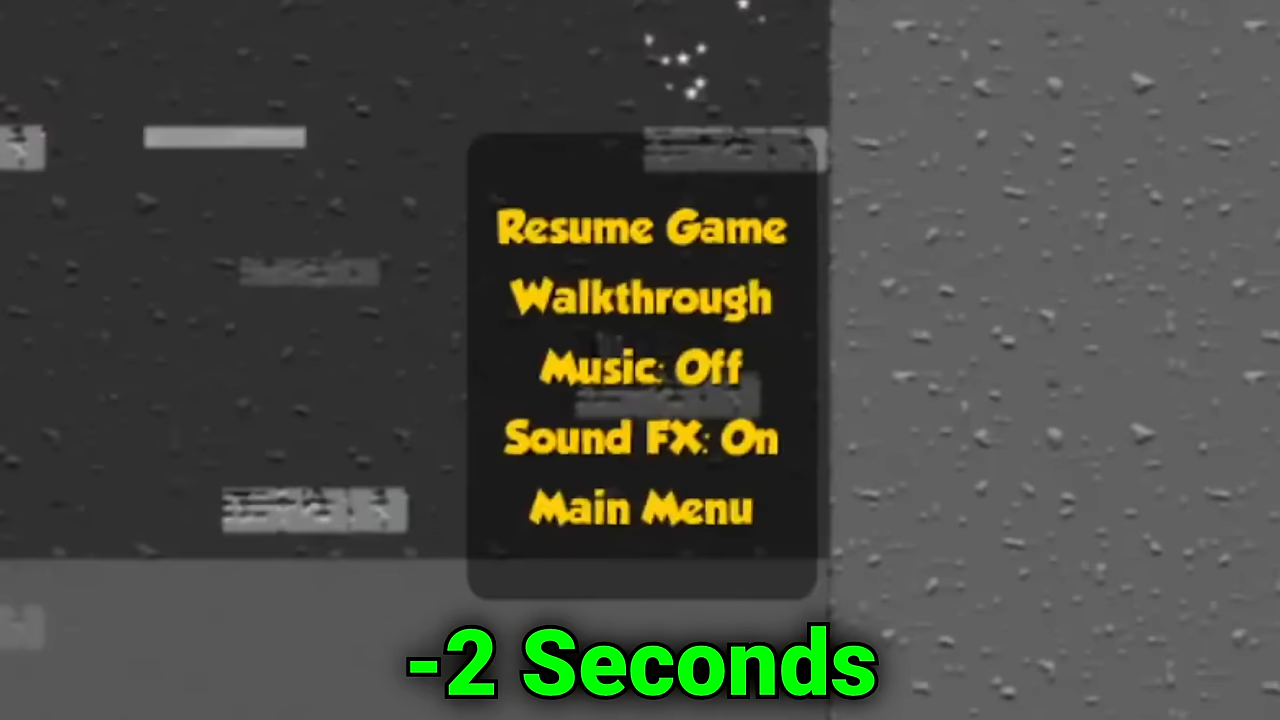 Resume Game
Walkthrough
Music: Off
Sound FX: On
Main Menu
-2 Seconds